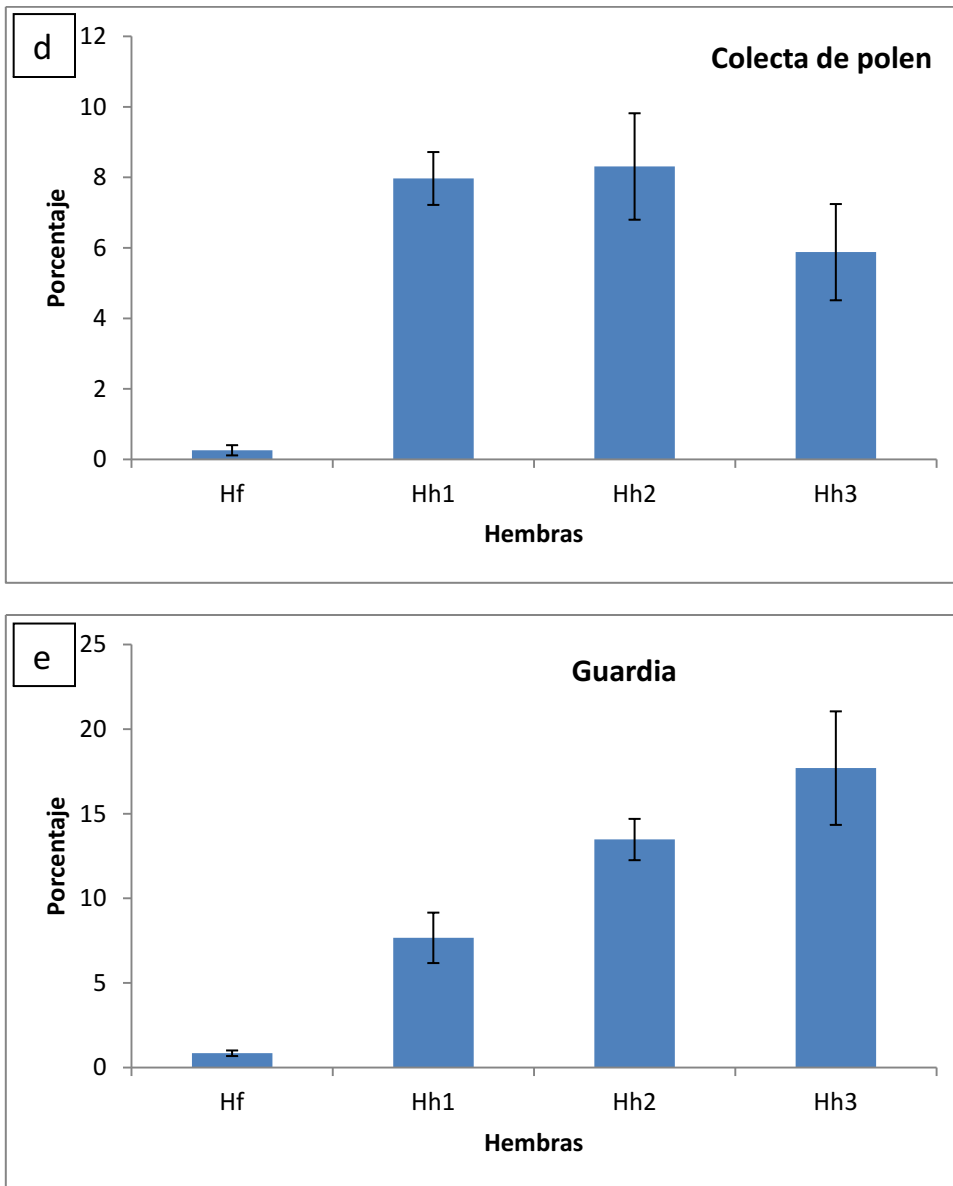 d
Colecta de polen
Porcentaje
12
10
8
6
4
2
0
Hf Hh1 Hh2 Hh3
Hembras
e
Guardia
Porcentaje
25
20
15
10
5
0
Hf Hh1 Hh2 Hh3
Hembras